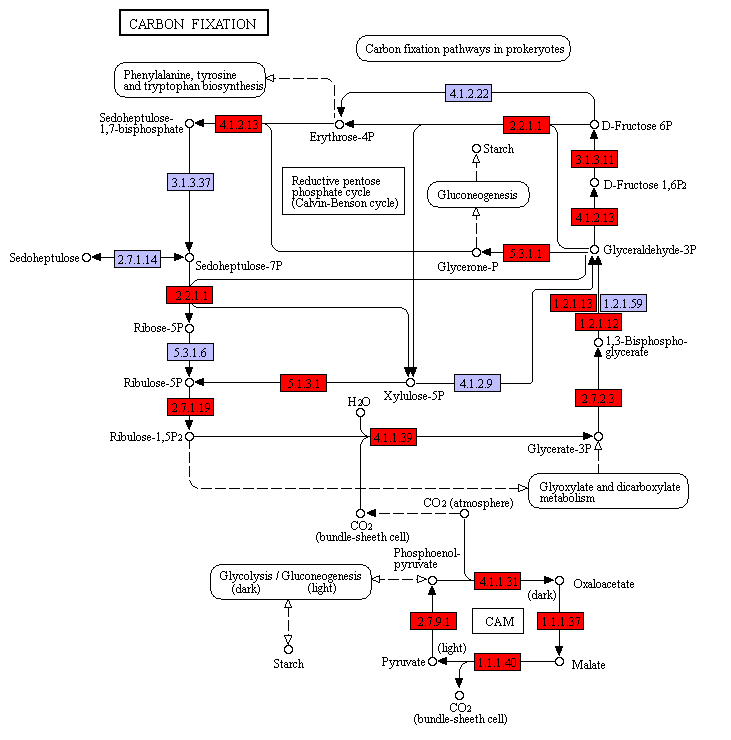 CARBON FIXATION
Carbon fixation pathways in prokeryotes
Phenylalanine, tyrosine
and tryptophan biosynthesis
4.1.2.22
Sedoheptulose-
1,7-bisphosphate
4.1.2.13
Erythrose-4P
2.2.1.1
D-Fructose 6P
Starch
3.1.3.11
Reductive pentose
phosphate cycle
(Calvin-Benson cycle)
3.1.3.37
Gluconeogenesis
D-Fructose 1,6P2
4.1.2.13
Sedoheptulose
2.7.1.14
Sedoheptulose-7P
Glycerone-P
5.3.1.1
Glyceraldehyde-3P
2.2.1.1
1.2.1.13
1.2.1.59
1.2.1.12
Ribose-5P
5.3.1.6
1,3-Bisphospho-
glycerate
Ribulose-5P
5.1.3.1
Xylulose-5P
4.1.2.9
2.7.1.19
H2O
2.7.2.3
Ribulose-1,5P2
4.1.1.39
Glycerate-3P
Glyoxylate and dicarboxylate
metabolism
CO2 (atmosphere)
CO2
(bundle-sheeth cell)
Phosphoenol-
pyruvate
Glycolysis / Gluconeogenesis
(dark) (light)
4.1.1.31
Oxaloacetate
(dark)
2.7.9.1
CAM
1.1.1.37
(light)
Starch
Pyruvate
1.1.1.40
Malate
CO2
(bundle-sheeth cell)